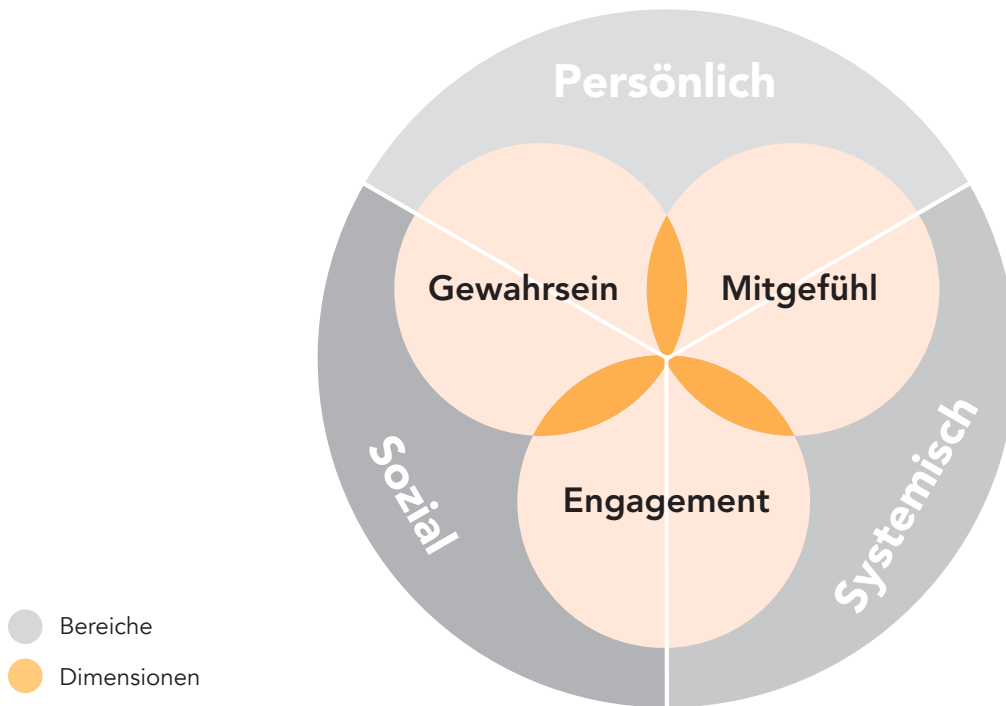 Persönlich
Gewahrsein
Mitgefühl
Engagement
Sozial
Systemisch
Bereiche
Dimensionen